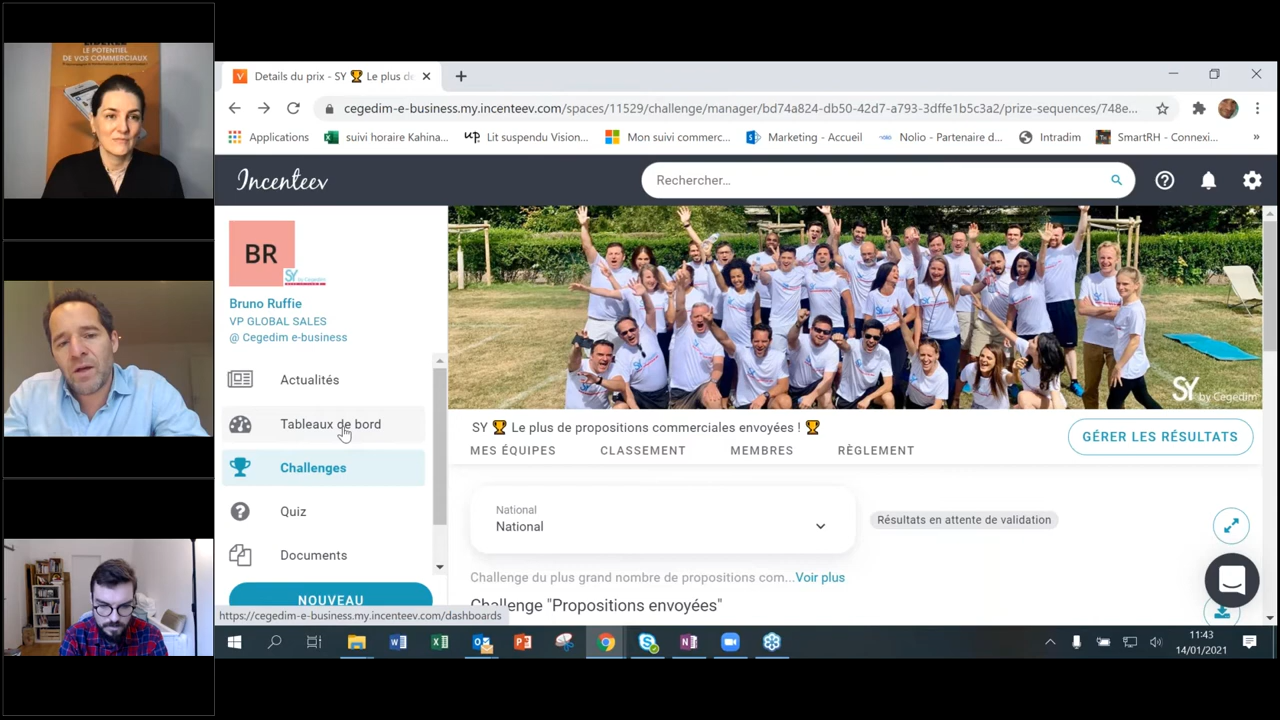 LE POTENTIEL
DE VOS COMMERCIAUX
Details du prix - SY 🏆 Le plus de
cegedim-e-business.my.incenteev.com/spaces/11529/challenge/manager/bd74a824-db50-42d7-a793-3dffe1b5c3a2/prize-sequences/748e...
Applications
suivi horaire Kahina...
Lit suspendu Vision...
Mon suivi commerc...
Marketing - Accueil
Nolio - Partenaire d...
Intradim
SmartRH - Connexi...
Incenteev
Rechercher...
BR
SY
Bruno Ruffie
VP GLOBAL SALES
@ Cegedim e-business
Actualités
Tableaux de bord
Challenges
Quiz
Documents
NOUVEAU
SY by Cegedim
SY 🏆 Le plus de propositions commerciales envoyées ! 🏆
GÉRER LES RÉSULTATS
MES ÉQUIPES
CLASSEMENT
MEMBRES
RÈGLEMENT
National
National
Résultats en attente de validation
Challenge du plus grand nombre de propositions com...Voir plus
Challenge "Propositions envoyées"
https://cegedim-e-business.my.incenteev.com/dashboards
11:43
14/01/2021